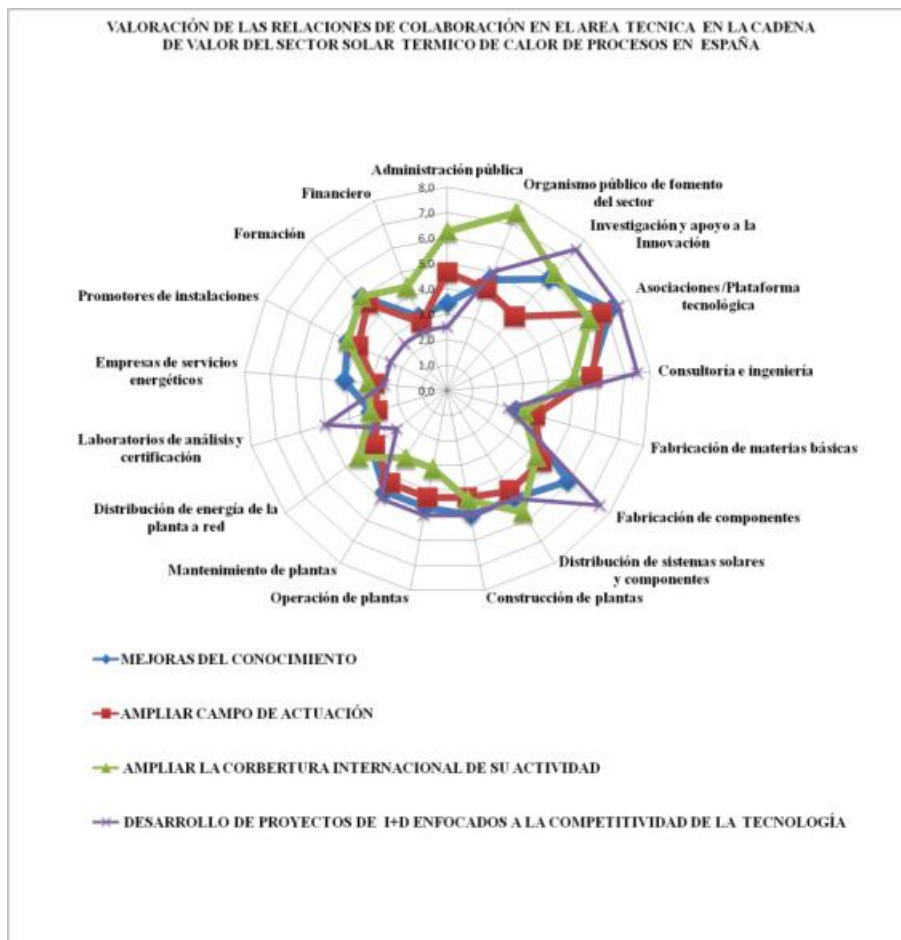 VALORACIÓN DE LAS RELACIONES DE COLABORACIÓN EN EL AREA TECNICA EN LA CADENA
DE VALOR DEL SECTOR SOLAR TERMICO DE CALOR DE PROCESOS EN ESPAÑA
Administración pública
Organismo público de fomento
del sector
Investigación y apoyo a la
Innovación
Asociaciones /Plataforma
tecnológica
Consultoría e ingeniería
Fabricación de materias básicas
Fabricación de componentes
Distribución de sistemas solares
y componentes
Construcción de plantas
Operación de plantas
Mantenimiento de plantas
Distribución de energía de la
planta a red
Laboratorios de análisis y
certificación
Empresas de servicios
energéticos
Promotores de instalaciones
Formación
Financiero
8,0
7,0
6,0
5,0
4,0
3,0
2,0
1,0
0,0
MEJORAS DEL CONOCIMIENTO
AMPLIAR CAMPO DE ACTUACIÓN
AMPLIAR LA CORBERTURA INTERNACIONAL DE SU ACTIVIDAD
DESARROLLO DE PROYECTOS DE I+D ENFOCADOS A LA COMPETITIVIDAD DE LA TECNOLOGÍA